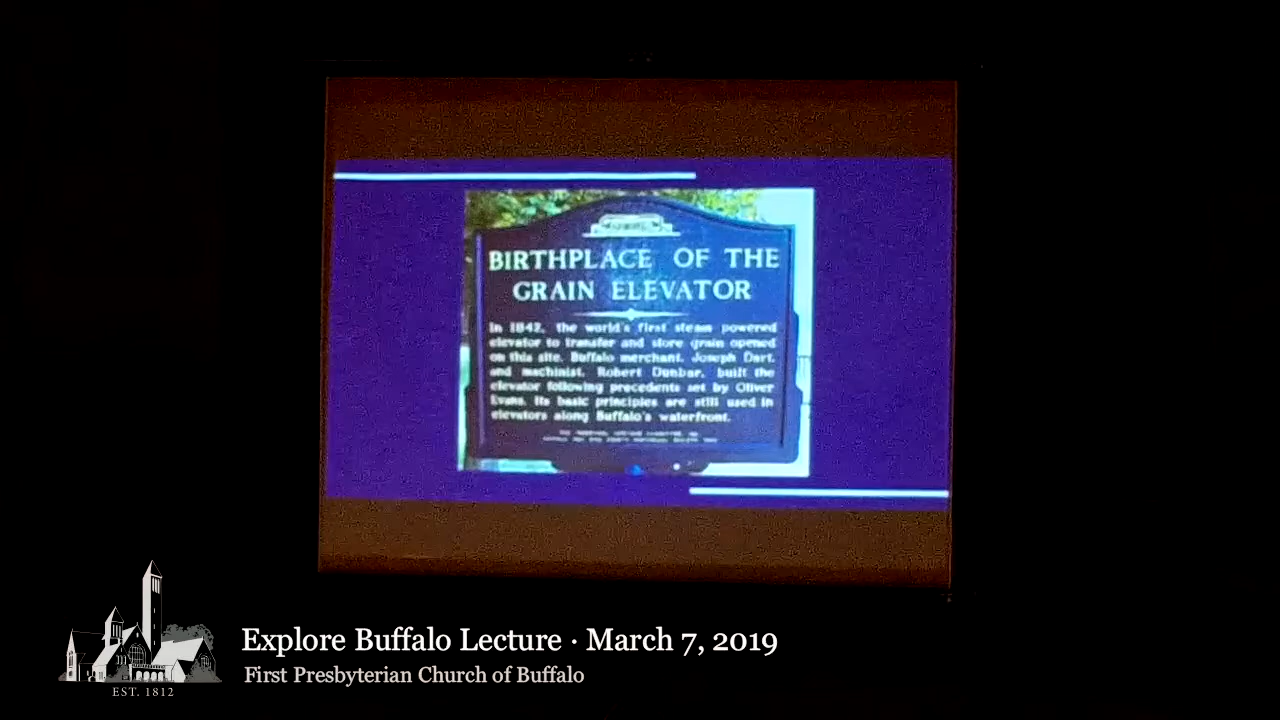 BIRTHPLACE OF THE
GRAIN ELEVATOR
In 1842, the world's first steam powered
elevator to transfer and store grain opened
on this site. Buffalo merchant, Joseph Dart,
and machinist, Robert Dunbar, built the
elevator following precedents set by Oliver
Evans. Its basic principles are still used in
elevators along Buffalo's waterfront.
Explore Buffalo Lecture · March 7, 2019
First Presbyterian Church of Buffalo
EST. 1812